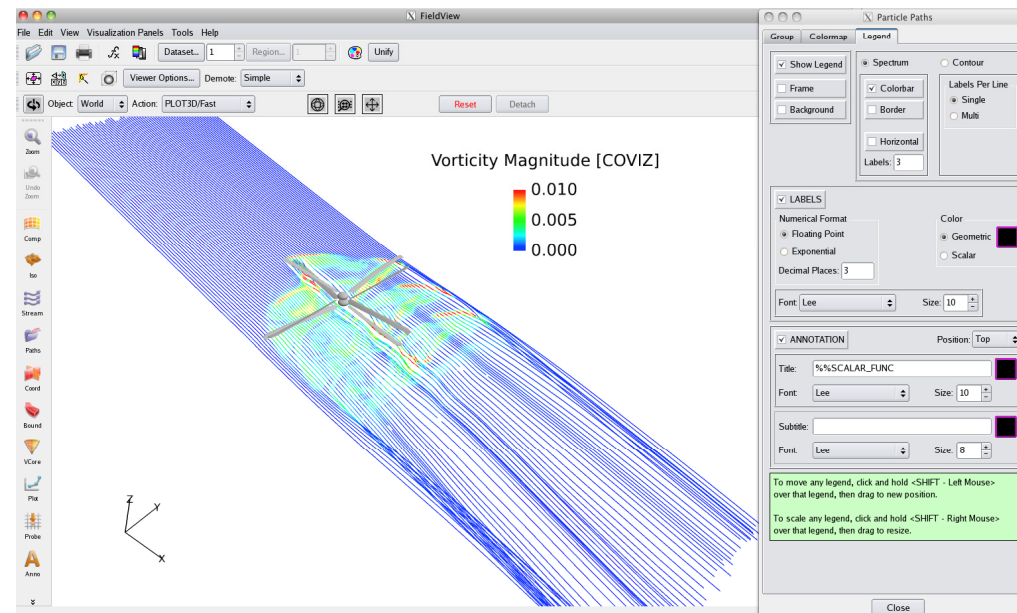 FieldView
File Edit View Visualization Panels Tools Help
Dataset... 1 Region... 1 Unify
Viewer Options... Demote: Simple
Object: World Action: PLOT3D/Fast Reset Detach
Zoom
Undo Zoom
Comp
Iso
Stream
Paths
Coord
Bound
VCore
Plot
Probe
Anno
Vorticity Magnitude [COVIZ]
0.010
0.005
0.000
Z
Y
X
Particle Paths
Group Colormap Legend
Show Legend Spectrum Contour
Frame Colorbar Labels Per Line
Background Border Single
Multi
Horizontal
Labels: 3
LABELS
Numerical Format Color
Floating Point Geometric
Exponential Scalar
Decimal Places: 3
Font: Lee Size: 10
ANNOTATION Position: Top
Title: %%SCALAR_FUNC
Font: Lee Size: 10
Subtitle:
Font: Lee Size: 8
To move any legend, click and hold <SHIFT - Left Mouse>
over that legend, then drag to new position.
To scale any legend, click and hold <SHIFT - Right Mouse>
over that legend, then drag to resize.
Close